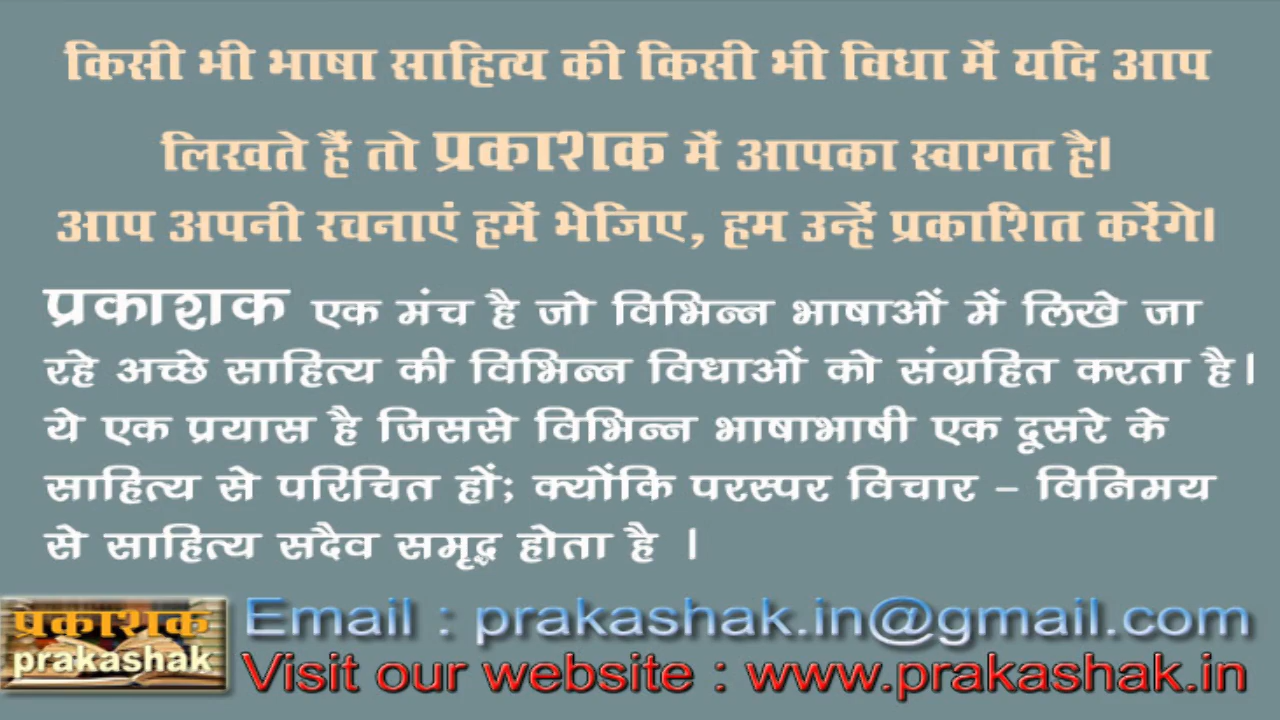 किसी भी भाषा साहित्य की किसी भी विधा में यदि आप
लिखते हैं तो प्रकाशक में आपका स्वागत है।
आप अपनी रचनाएं हमें भेजिए, हम उन्हें प्रकाशित करेंगे।
प्रकाशक एक मंच है जो विभिन्न भाषाओं में लिखे जा
रहे अच्छे साहित्य की विभिन्न विधाओं को संग्रहित करता है।
ये एक प्रयास है जिससे विभिन्न भाषाभाषी एक दूसरे के
साहित्य से परिचित हों; क्योंकि परस्पर विचार – विनिमय
से साहित्य सदैव समृद्ध होता है ।
प्रकाशक
prakashak
Email : prakashak.in@gmail.com
Visit our website : www.prakashak.in